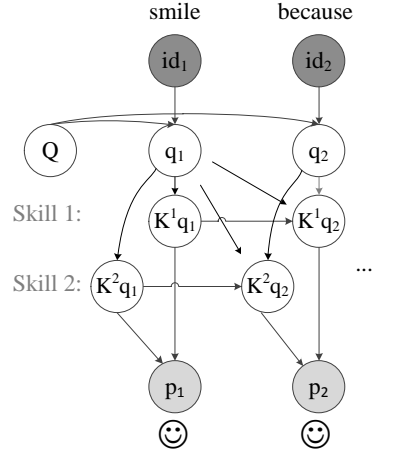 smile because
id₁ id₂
Q q₁ q₂
Skill 1: K¹q₁ K¹q₂
...
Skill 2: K²q₁ K²q₂
p₁ p₂